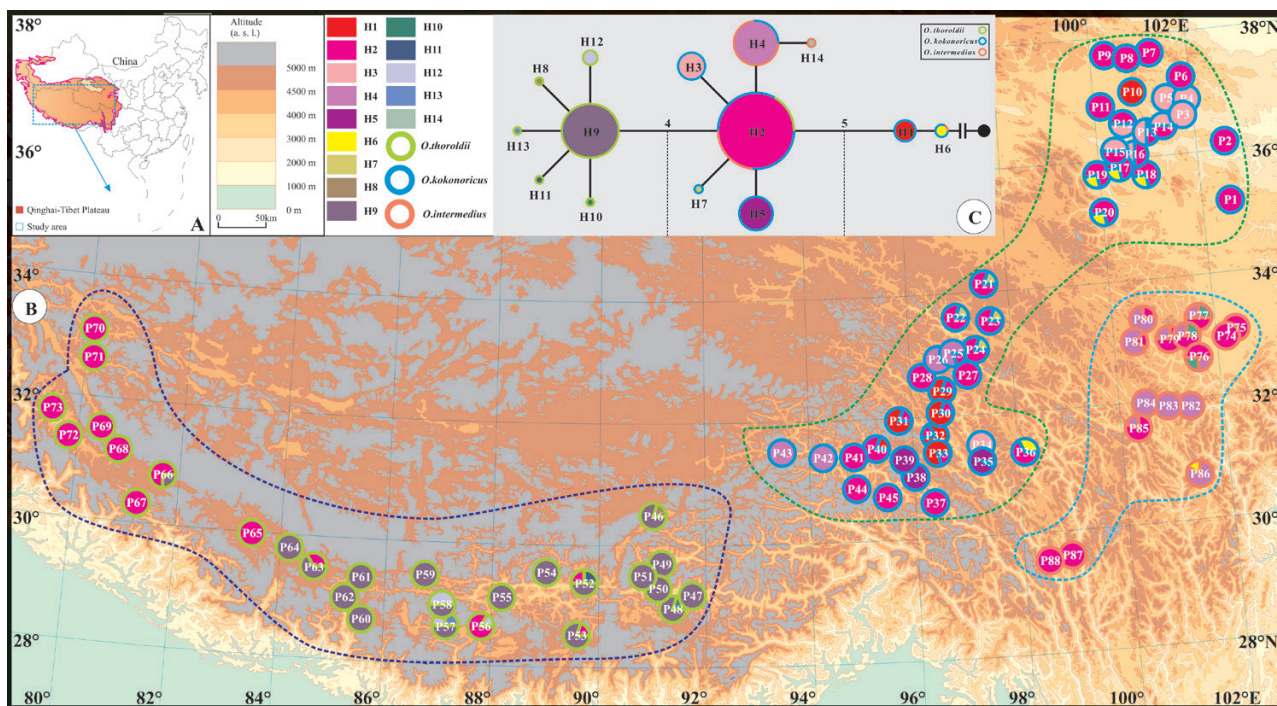 38°
36°
China
Qinghai-Tibet Plateau
Study area
A
Altitude
(a. s. l.)
5000 m
4500 m
4000 m
3000 m
2000 m
1000 m
0 m
0
50km
H1
H2
H3
H4
H5
H6
H7
H8
H9
H10
H11
H12
H13
H14
O.thoroldii
O.kokonoricus
O.intermedius
H12
H8
H9
H13
H11
H10
4
H3
H4
H14
H2
H7
H5
5
H1
H6
O.thoroldii
O.kokonoricus
O.intermedius
C
100°E
102°E
38°N
36°N
34°N
32°N
30°N
28°N
P9
P8
P7
P6
P10
P5
P4
P11
P3
P12
P13
P14
P2
P15
P16
P17
P19
P18
P20
P1
34°
B
32°
30°
28°
P21
P22
P23
P24
P25
P26
P27
P28
P29
P30
P31
P32
P33
P34
P35
P36
P43
P42
P41
P40
P39
P38
P44
P45
P37
P80
P77
P75
P74
P81
P79
P78
P76
P84
P83
P82
P85
P86
P88
P87
P70
P71
P73
P72
P69
P68
P66
P67
P65
P64
P63
P61
P62
P60
P59
P58
P57
P56
P55
P54
P52
P53
P46
P49
P51
P50
P48
P47
80°E
82°E
84°E
86°E
88°E
90°E
92°E
94°E
96°E
98°E
100°E
102°E